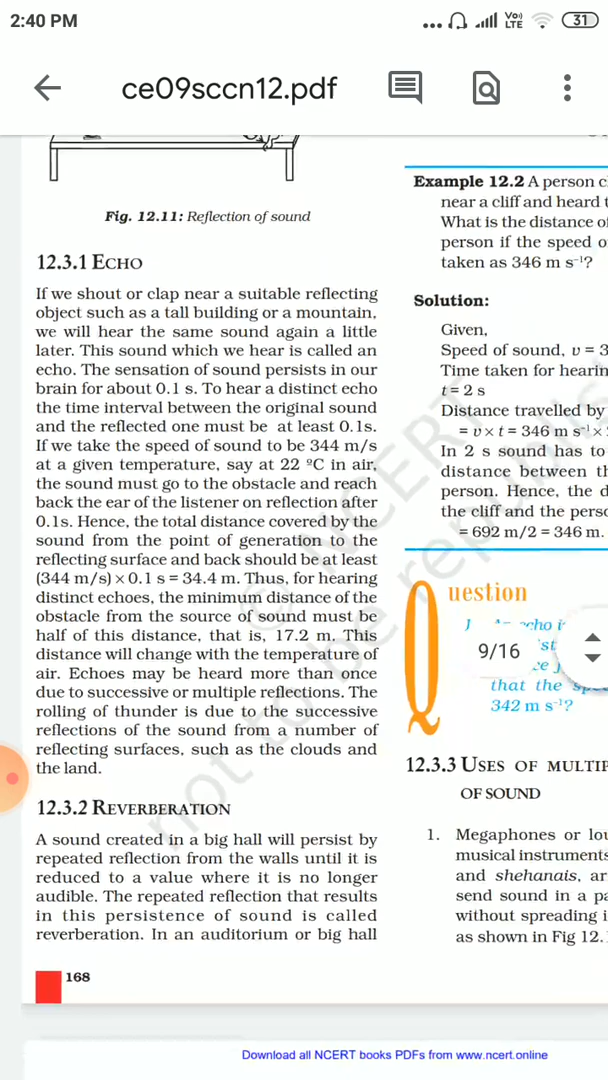 2:40 PM
Vo) LTE
31
ce09sccn12.pdf
Fig. 12.11: Reflection of sound
12.3.1 ECHO
If we shout or clap near a suitable reflecting
object such as a tall building or a mountain,
we will hear the same sound again a little
later. This sound which we hear is called an
echo. The sensation of sound persists in our
brain for about 0.1 s. To hear a distinct echo
the time interval between the original sound
and the reflected one must be at least 0.1s.
If we take the speed of sound to be 344 m/s
at a given temperature, say at 22 ºC in air,
the sound must go to the obstacle and reach
back the ear of the listener on reflection after
0.1s. Hence, the total distance covered by the
sound from the point of generation to the
reflecting surface and back should be at least
(344 m/s) × 0.1 s = 34.4 m. Thus, for hearing
distinct echoes, the minimum distance of the
obstacle from the source of sound must be
half of this distance, that is, 17.2 m. This
distance will change with the temperature of
air. Echoes may be heard more than once
due to successive or multiple reflections. The
rolling of thunder is due to the successive
reflections of the sound from a number of
reflecting surfaces, such as the clouds and
the land.
12.3.2 REVERBERATION
A sound created in a big hall will persist by
repeated reflection from the walls until it is
reduced to a value where it is no longer
audible. The repeated reflection that results
in this persistence of sound is called
reverberation. In an auditorium or big hall
168
Example 12.2 A person c
near a cliff and heard t
What is the distance of
person if the speed o
taken as 346 m s⁻¹?
Solution:
Given,
Speed of sound, υ = 3
Time taken for hearin
t = 2 s
Distance travelled by
= υ × t = 346 m s⁻¹ ×
In 2 s sound has to
distance between th
person. Hence, the d
the cliff and the perso
= 692 m/2 = 346 m.
Question
echo i
9/16
that the
342 m s⁻¹?
12.3.3 USES OF MULTIP
OF SOUND
1. Megaphones or lou
musical instruments
and shehanais, ar
send sound in a pa
without spreading i
as shown in Fig 12.
© NCERT
not to be republis
Download all NCERT books PDFs from www.ncert.online